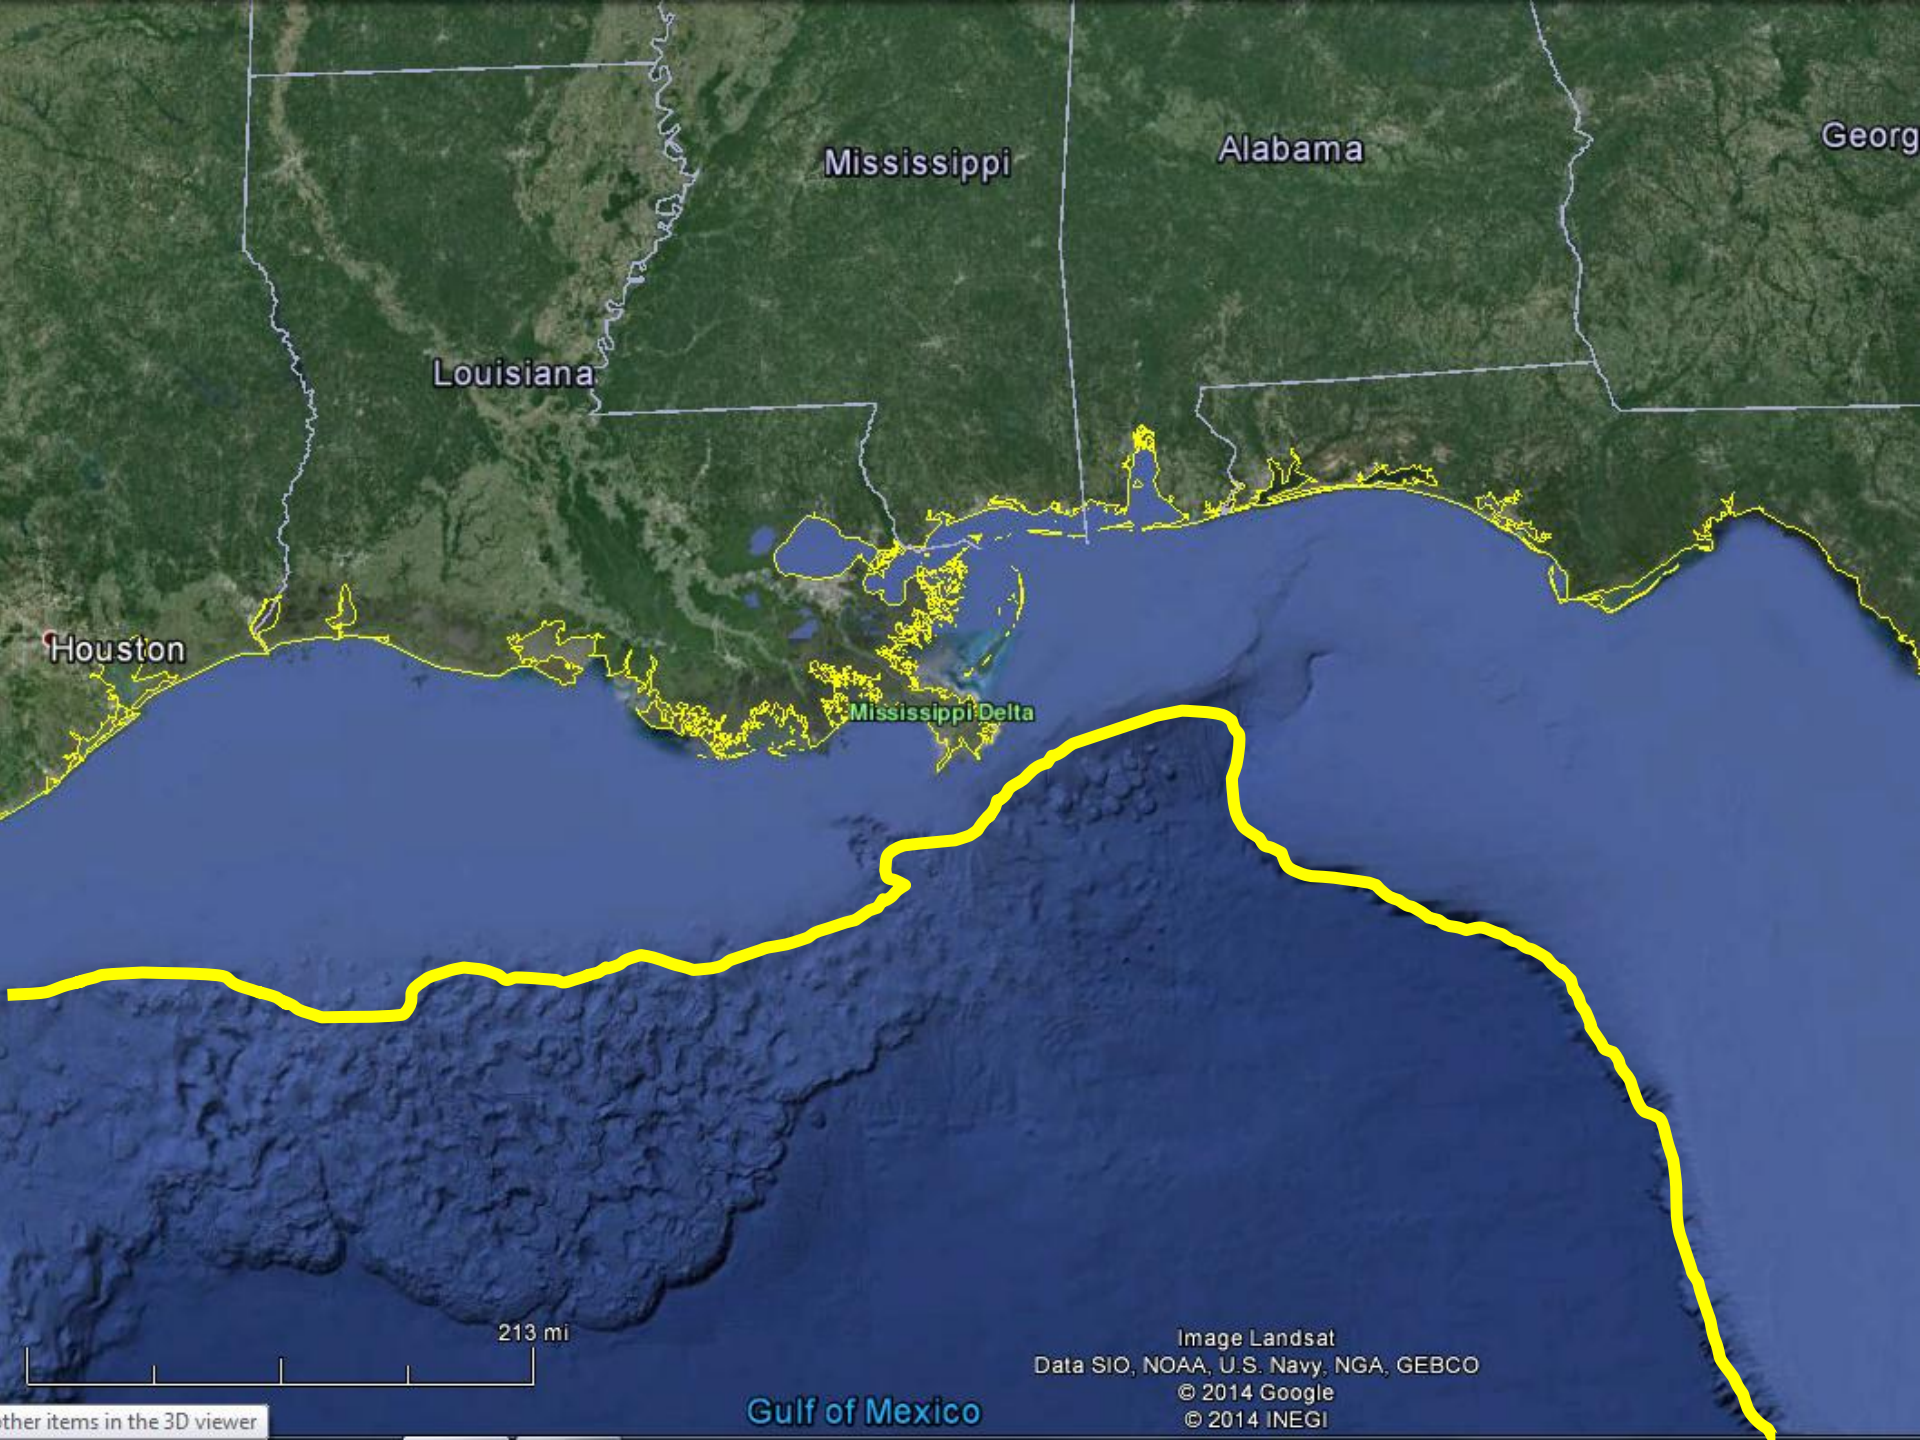 Georg
Alabama
Mississippi
Louisiana
Houston
Mississippi Delta
213 mi
Image Landsat
Data SIO, NOAA, U.S. Navy, NGA, GEBCO
© 2014 Google
© 2014 INEGI
Gulf of Mexico
other items in the 3D viewer